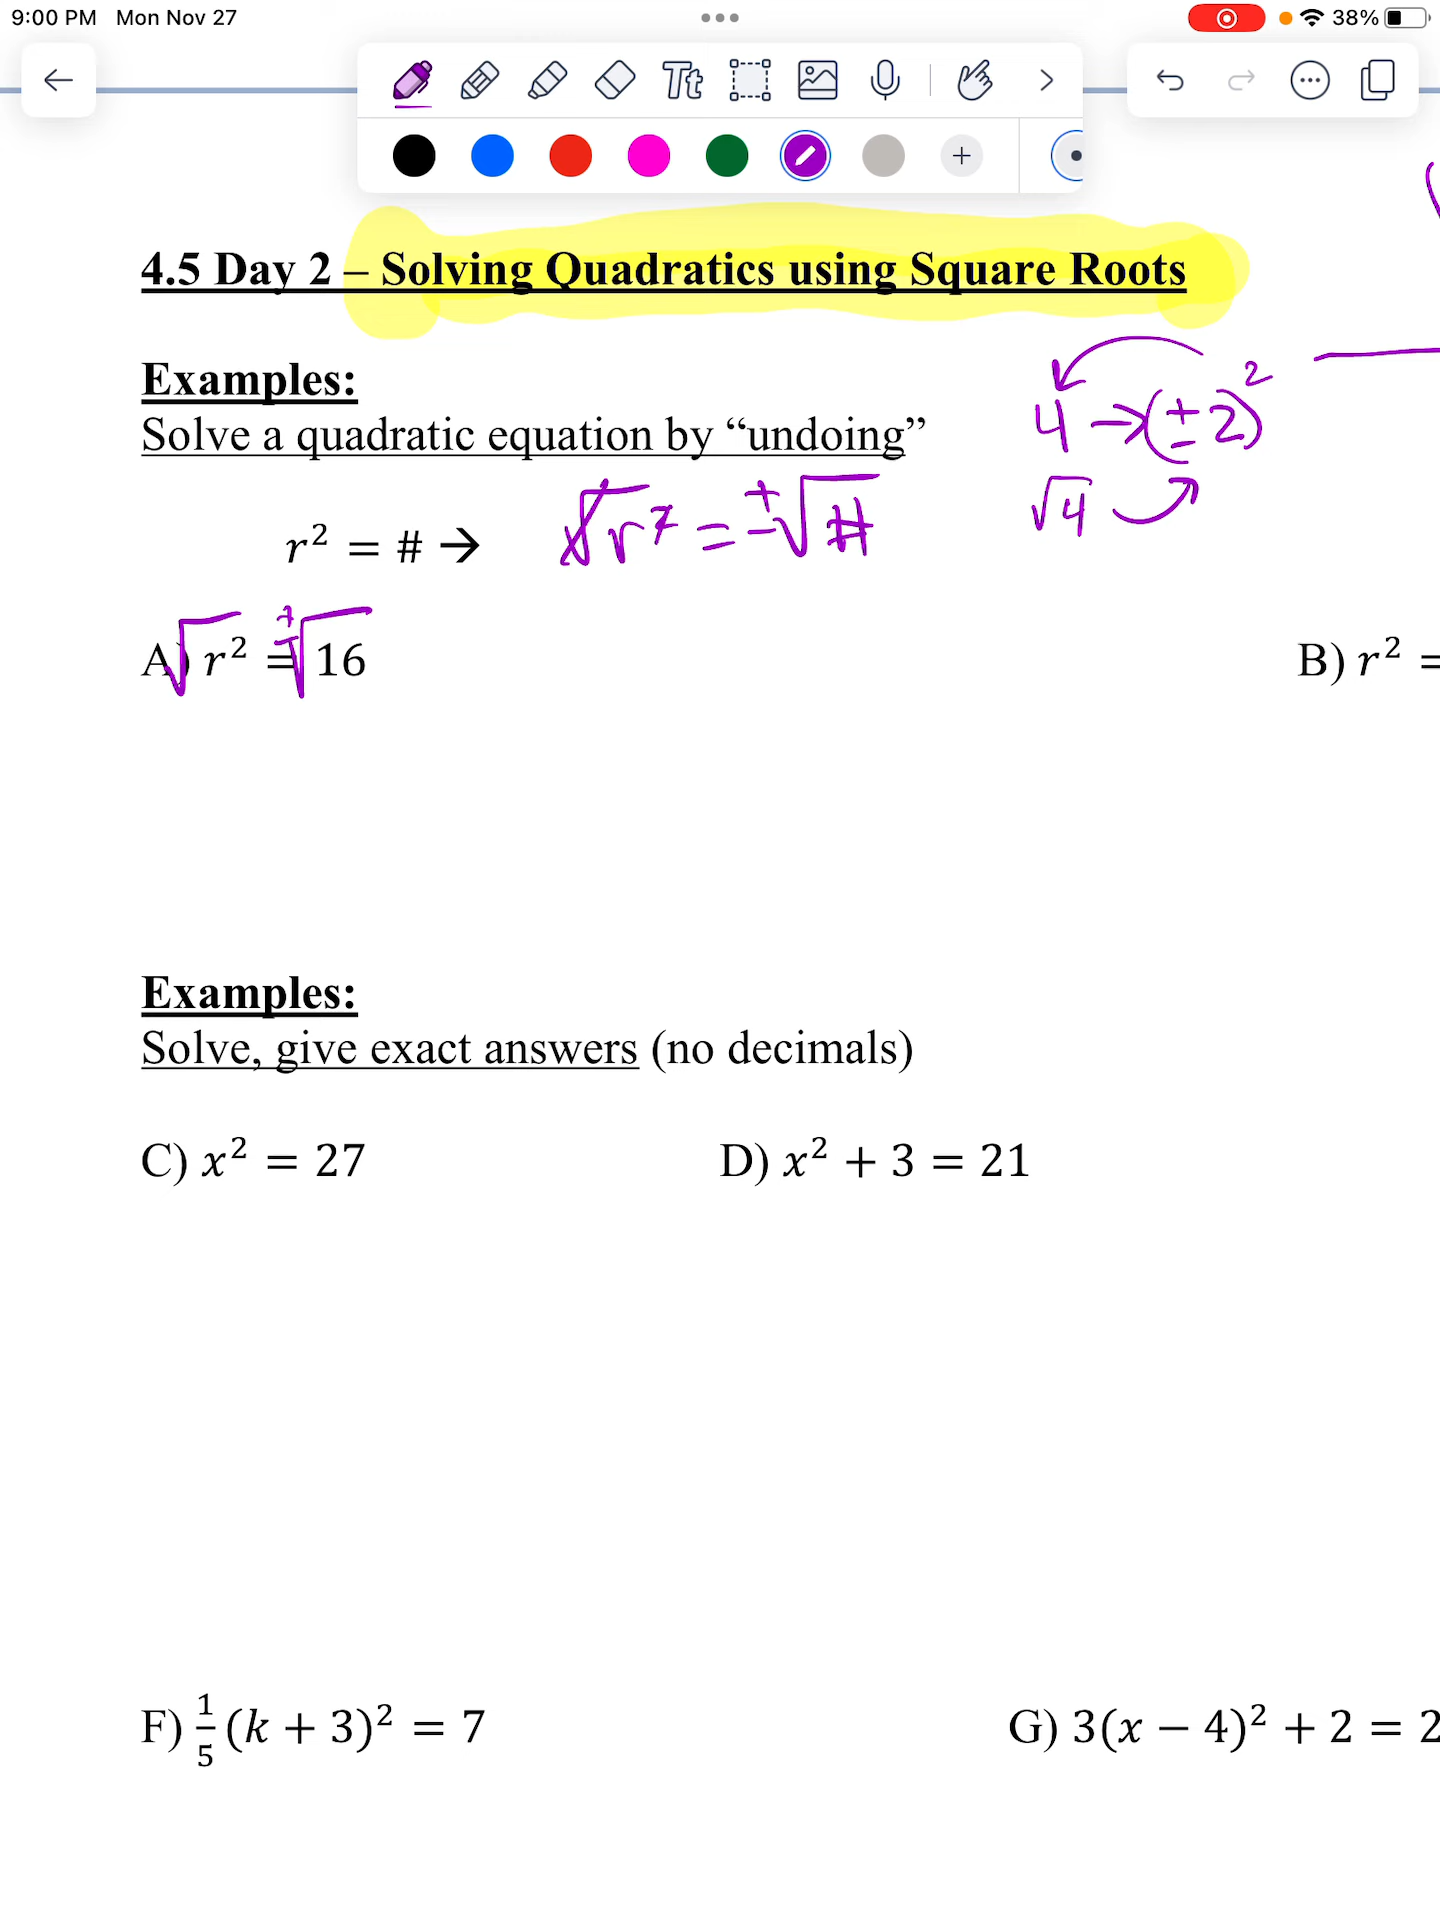 9:00 PM Mon Nov 27
38%
Tt
4.5 Day 2 – Solving Quadratics using Square Roots
Examples:
Solve a quadratic equation by “undoing”
4 → (±2)²
√4
r² = # → √r² = ±√#
A) √r² = ±√16
B) r² =
Examples:
Solve, give exact answers (no decimals)
C) x² = 27
D) x² + 3 = 21
F) 1/5 (k + 3)² = 7
G) 3(x − 4)² + 2 = 2